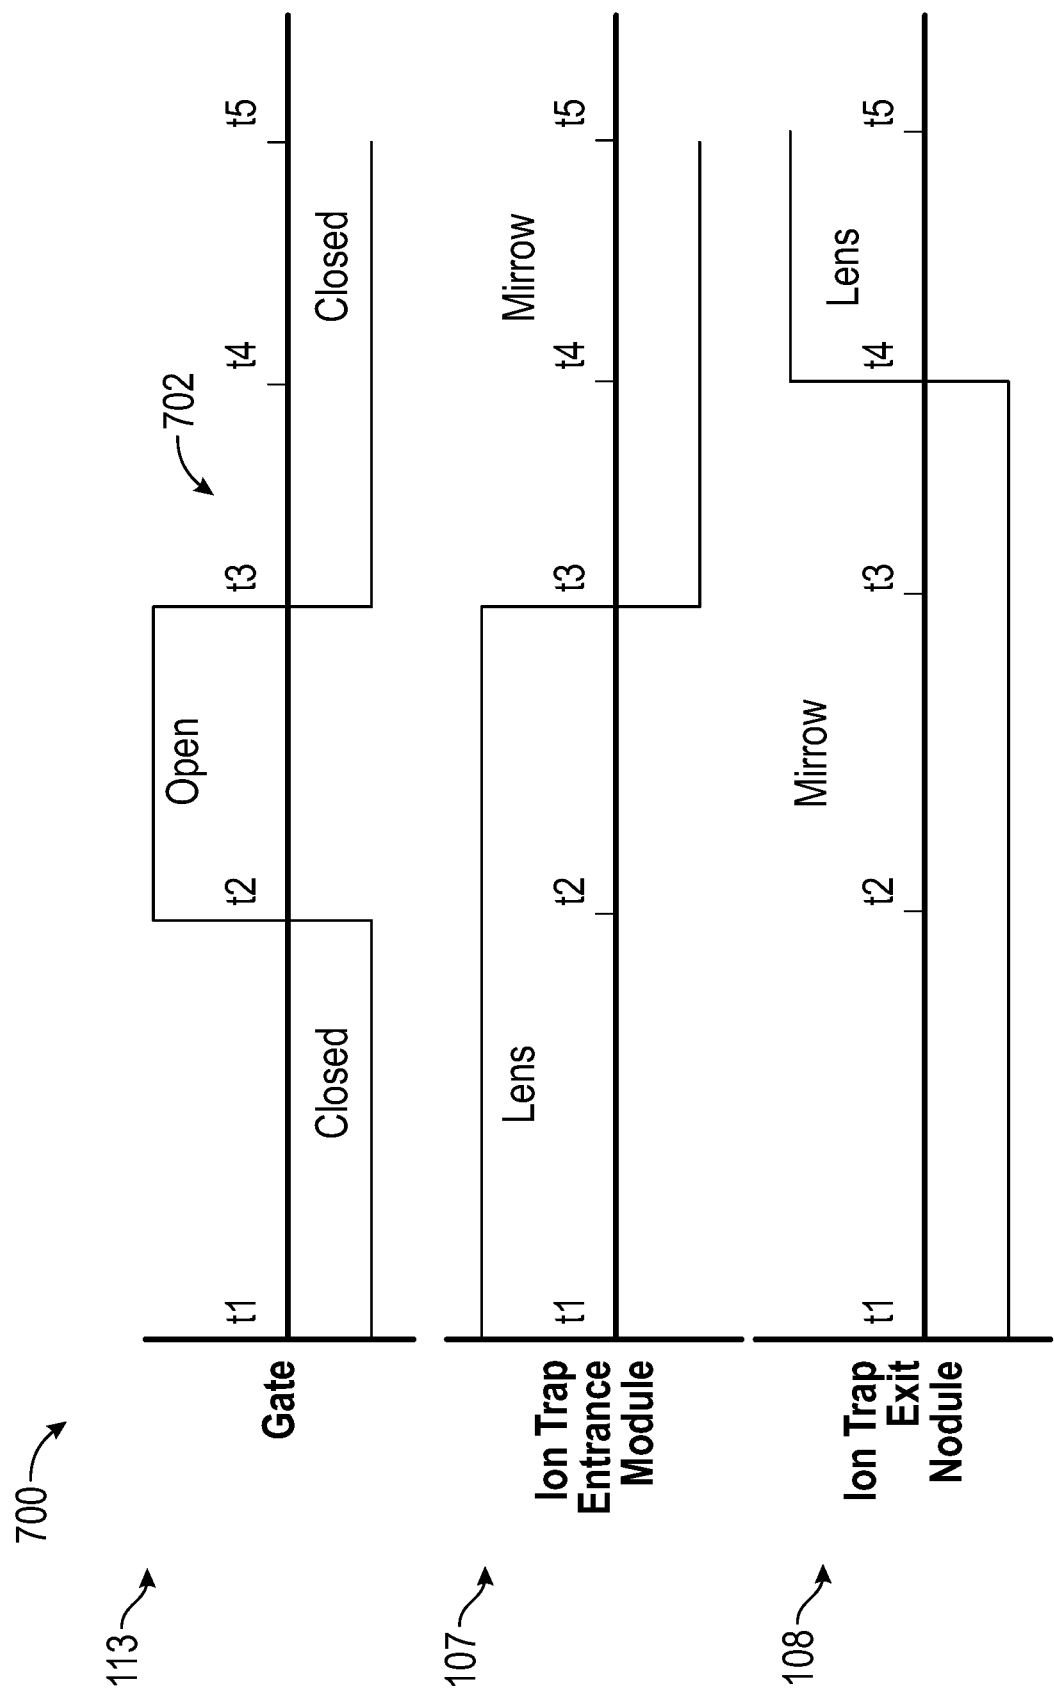 700
702
113
Gate
t1
t2
t3
t4
t5
Closed
Open
Closed
107
Ion Trap
Entrance
Module
t1
t2
t3
t4
t5
Lens
Mirrow
108
Ion Trap
Exit
Nodule
t1
t2
t3
t4
t5
Mirrow
Lens